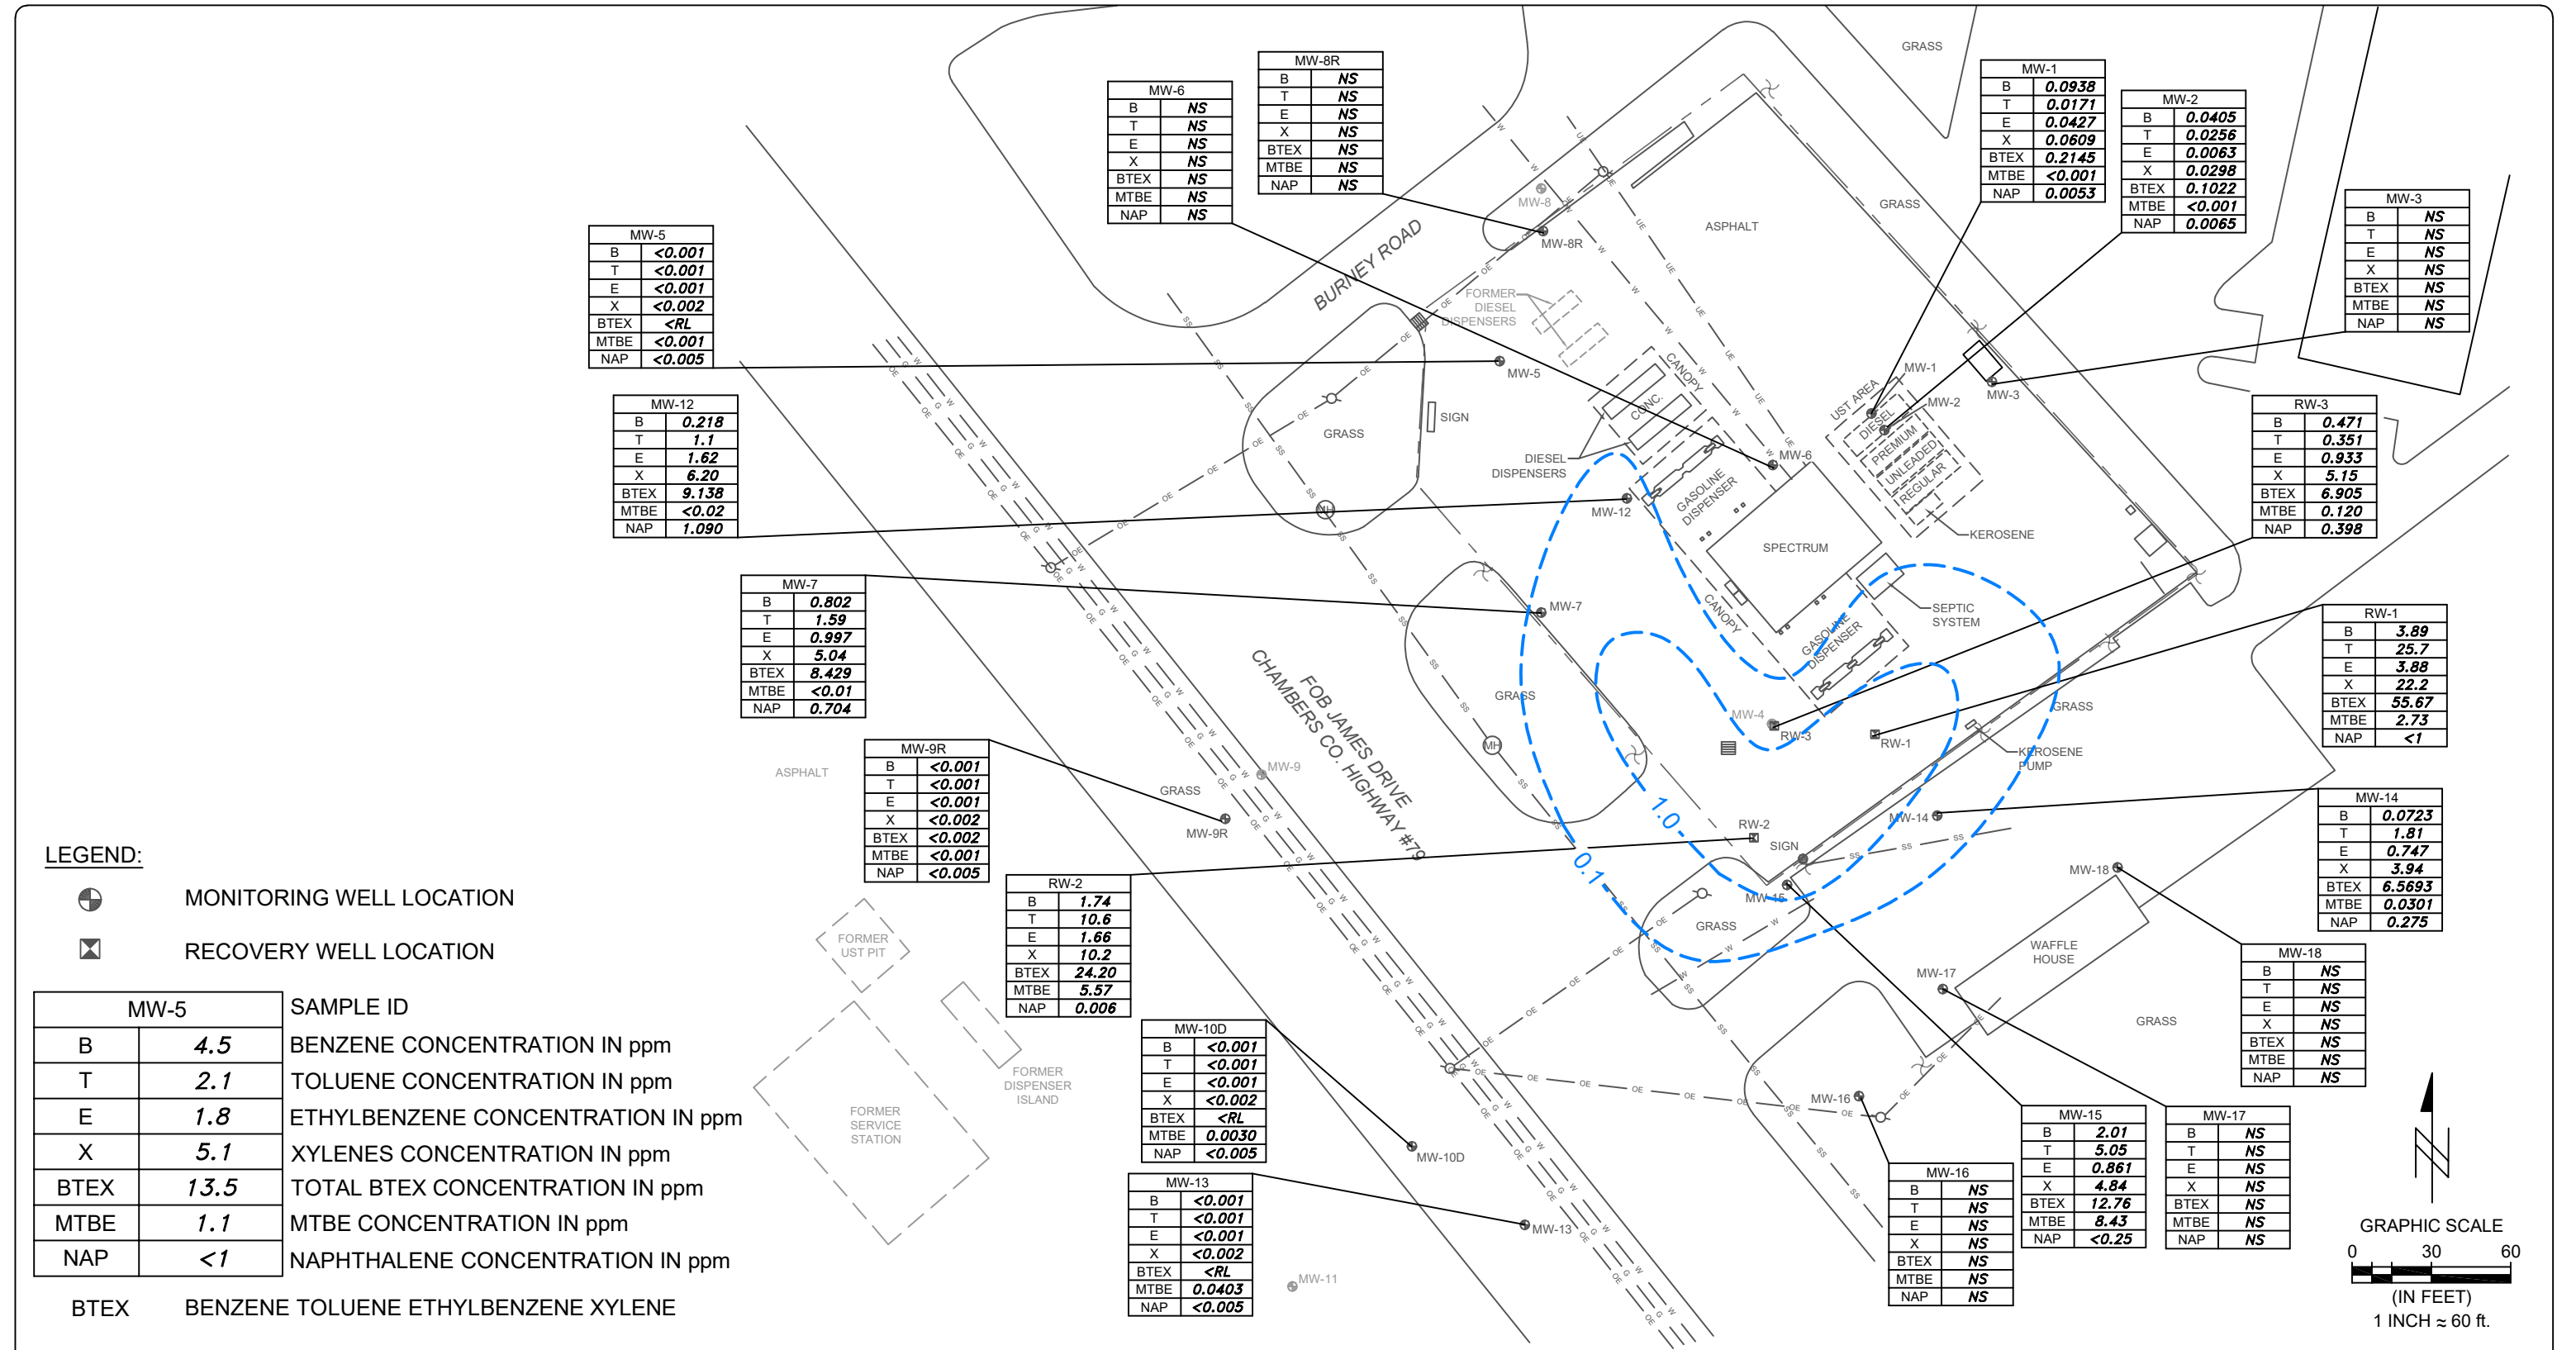 MW-8R
B NS
T NS
E NS
X NS
BTEX NS
MTBE NS
NAP NS
MW-6
B NS
T NS
E NS
X NS
BTEX NS
MTBE NS
NAP NS
MW-1
B 0.0938
T 0.0171
E 0.0427
X 0.0609
BTEX 0.2145
MTBE <0.001
NAP 0.0053
MW-2
B 0.0405
T 0.0256
E 0.0063
X 0.0298
BTEX 0.1022
MTBE <0.001
NAP 0.0065
MW-3
B NS
T NS
E NS
X NS
BTEX NS
MTBE NS
NAP NS
MW-5
B <0.001
T <0.001
E <0.001
X <0.002
BTEX <RL
MTBE <0.001
NAP <0.005
MW-12
B 0.218
T 1.1
E 1.62
X 6.20
BTEX 9.138
MTBE <0.02
NAP 1.090
RW-3
B 0.471
T 0.351
E 0.933
X 5.15
BTEX 6.905
MTBE 0.120
NAP 0.398
MW-7
B 0.802
T 1.59
E 0.997
X 5.04
BTEX 8.429
MTBE <0.01
NAP 0.704
RW-1
B 3.89
T 25.7
E 3.88
X 22.2
BTEX 55.67
MTBE 2.73
NAP <1
MW-9R
B <0.001
T <0.001
E <0.001
X <0.002
BTEX <0.002
MTBE <0.001
NAP <0.005
MW-14
B 0.0723
T 1.81
E 0.747
X 3.94
BTEX 6.5693
MTBE 0.0301
NAP 0.275
RW-2
B 1.74
T 10.6
E 1.66
X 10.2
BTEX 24.20
MTBE 5.57
NAP 0.006
MW-18
B NS
T NS
E NS
X NS
BTEX NS
MTBE NS
NAP NS
MW-10D
B <0.001
T <0.001
E <0.001
X <0.002
BTEX <RL
MTBE 0.0030
NAP <0.005
MW-13
B <0.001
T <0.001
E <0.001
X <0.002
BTEX <RL
MTBE 0.0403
NAP <0.005
MW-16
B NS
T NS
E NS
X NS
BTEX NS
MTBE NS
NAP NS
MW-15
B 2.01
T 5.05
E 0.861
X 4.84
BTEX 12.76
MTBE 8.43
NAP <0.25
MW-17
B NS
T NS
E NS
X NS
BTEX NS
MTBE NS
NAP NS
GRASS
GRASS
ASPHALT
MW-8
MW-8R
BURNEY ROAD
FORMER
DIESEL
DISPENSERS
MW-5
CANOPY
CONC.
SIGN
GRASS
DIESEL
DISPENSERS
MW-12
GASOLINE
DISPENSER
MW-6
UST AREA
MW-1
MW-2
MW-3
DIESEL
PREMIUM
UNLEADED
REGULAR
KEROSENE
SPECTRUM
SEPTIC
SYSTEM
CANOPY
GASOLINE
DISPENSER
MW-7
GRASS
MW-4
RW-3
RW-1
GRASS
KEROSENE
PUMP
MH
MH
FOB JAMES DRIVE
CHAMBERS CO. HIGHWAY #79
ASPHALT
MW-9
GRASS
MW-9R
1.0
0.1
RW-2
SIGN
MW-14
MW-15
GRASS
MW-18
WAFFLE
HOUSE
MW-17
GRASS
MW-16
FORMER
UST PIT
FORMER
DISPENSER
ISLAND
FORMER
SERVICE
STATION
MW-10D
MW-13
MW-11
LEGEND:
MONITORING WELL LOCATION
RECOVERY WELL LOCATION
MW-5 SAMPLE ID
B 4.5 BENZENE CONCENTRATION IN ppm
T 2.1 TOLUENE CONCENTRATION IN ppm
E 1.8 ETHYLBENZENE CONCENTRATION IN ppm
X 5.1 XYLENES CONCENTRATION IN ppm
BTEX 13.5 TOTAL BTEX CONCENTRATION IN ppm
MTBE 1.1 MTBE CONCENTRATION IN ppm
NAP <1 NAPHTHALENE CONCENTRATION IN ppm
BTEX BENZENE TOLUENE ETHYLBENZENE XYLENE
GRAPHIC SCALE
0 30 60
(IN FEET)
1 INCH ≈ 60 ft.